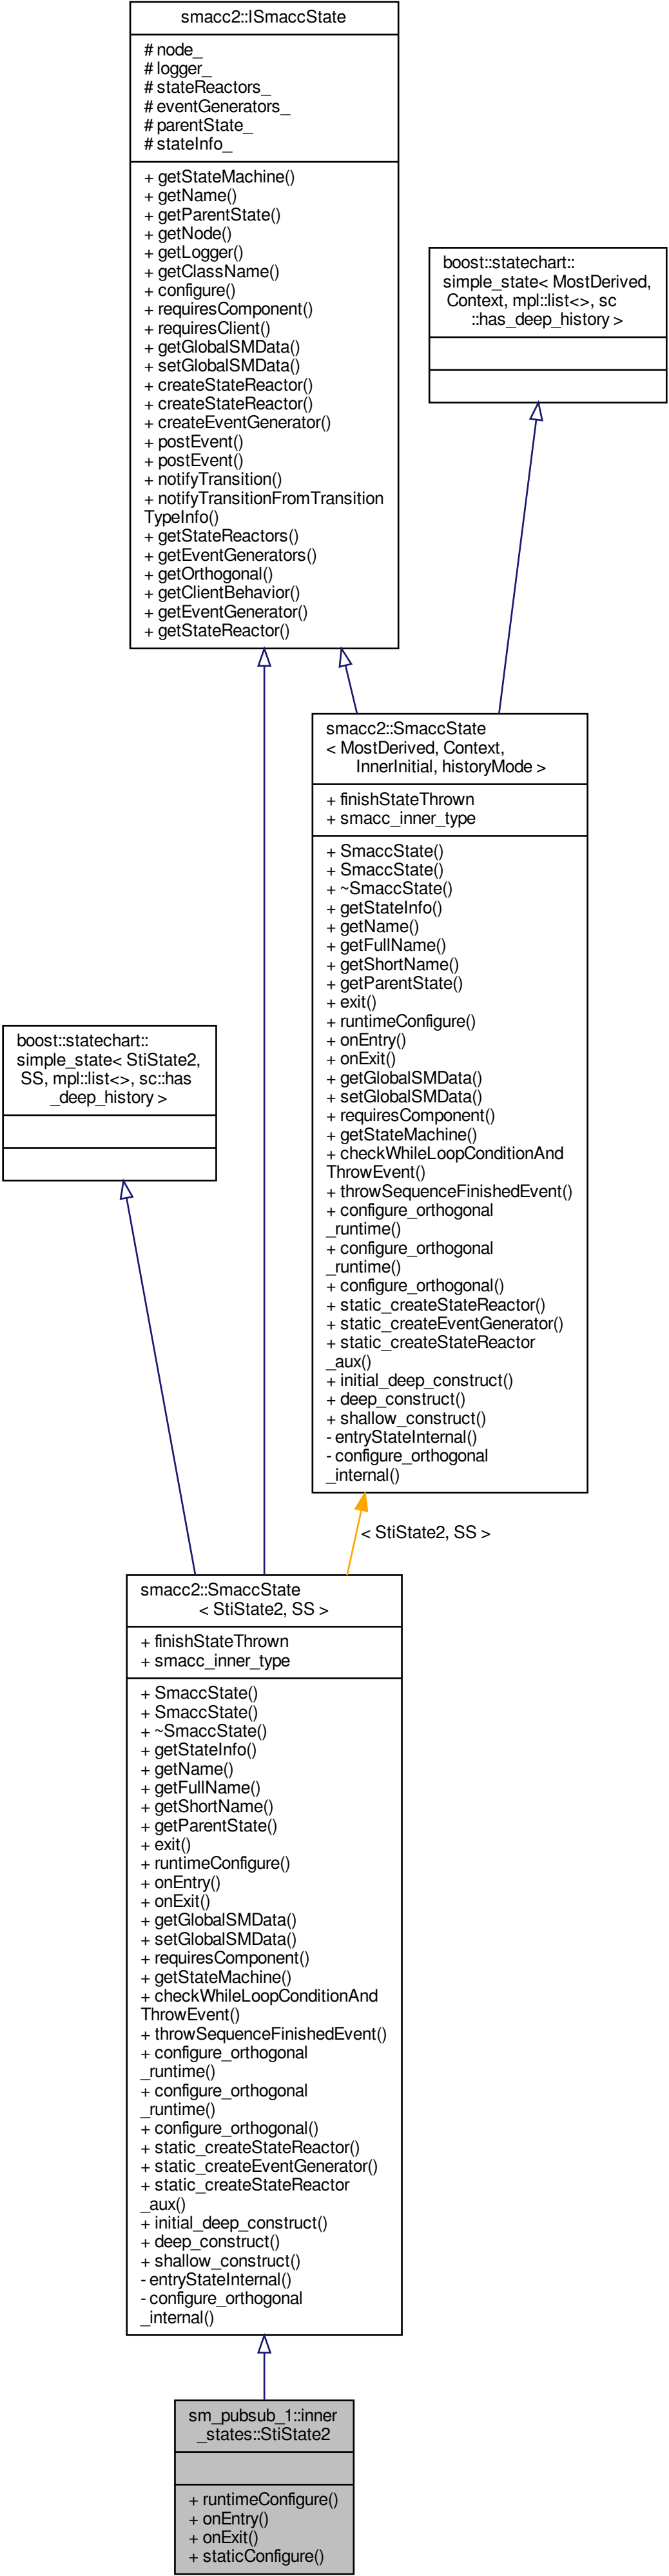 smacc2::ISmaccState
# node_
# logger_
# stateReactors_
# eventGenerators_
# parentState_
# stateInfo_
+ getStateMachine()
+ getName()
+ getParentState()
+ getNode()
+ getLogger()
+ getClassName()
+ configure()
+ requiresComponent()
+ requiresClient()
+ getGlobalSMData()
+ setGlobalSMData()
+ createStateReactor()
+ createStateReactor()
+ createEventGenerator()
+ postEvent()
+ postEvent()
+ notifyTransition()
+ notifyTransitionFromTransition
TypeInfo()
+ getStateReactors()
+ getEventGenerators()
+ getOrthogonal()
+ getClientBehavior()
+ getEventGenerator()
+ getStateReactor()
boost::statechart::
simple_state< MostDerived,
Context, mpl::list<>, sc
::has_deep_history >
smacc2::SmaccState
< MostDerived, Context,
InnerInitial, historyMode >
+ finishStateThrown
+ smacc_inner_type
+ SmaccState()
+ SmaccState()
+ ~SmaccState()
+ getStateInfo()
+ getName()
+ getFullName()
+ getShortName()
+ getParentState()
+ exit()
+ runtimeConfigure()
+ onEntry()
+ onExit()
+ getGlobalSMData()
+ setGlobalSMData()
+ requiresComponent()
+ getStateMachine()
+ checkWhileLoopConditionAnd
ThrowEvent()
+ throwSequenceFinishedEvent()
+ configure_orthogonal
_runtime()
+ configure_orthogonal
_runtime()
+ configure_orthogonal()
+ static_createStateReactor()
+ static_createEventGenerator()
+ static_createStateReactor
_aux()
+ initial_deep_construct()
+ deep_construct()
+ shallow_construct()
- entryStateInternal()
- configure_orthogonal
_internal()
boost::statechart::
simple_state< StiState2,
SS, mpl::list<>, sc::has
_deep_history >
< StiState2, SS >
smacc2::SmaccState
< StiState2, SS >
+ finishStateThrown
+ smacc_inner_type
+ SmaccState()
+ SmaccState()
+ ~SmaccState()
+ getStateInfo()
+ getName()
+ getFullName()
+ getShortName()
+ getParentState()
+ exit()
+ runtimeConfigure()
+ onEntry()
+ onExit()
+ getGlobalSMData()
+ setGlobalSMData()
+ requiresComponent()
+ getStateMachine()
+ checkWhileLoopConditionAnd
ThrowEvent()
+ throwSequenceFinishedEvent()
+ configure_orthogonal
_runtime()
+ configure_orthogonal
_runtime()
+ configure_orthogonal()
+ static_createStateReactor()
+ static_createEventGenerator()
+ static_createStateReactor
_aux()
+ initial_deep_construct()
+ deep_construct()
+ shallow_construct()
- entryStateInternal()
- configure_orthogonal
_internal()
sm_pubsub_1::inner
_states::StiState2
+ runtimeConfigure()
+ onEntry()
+ onExit()
+ staticConfigure()